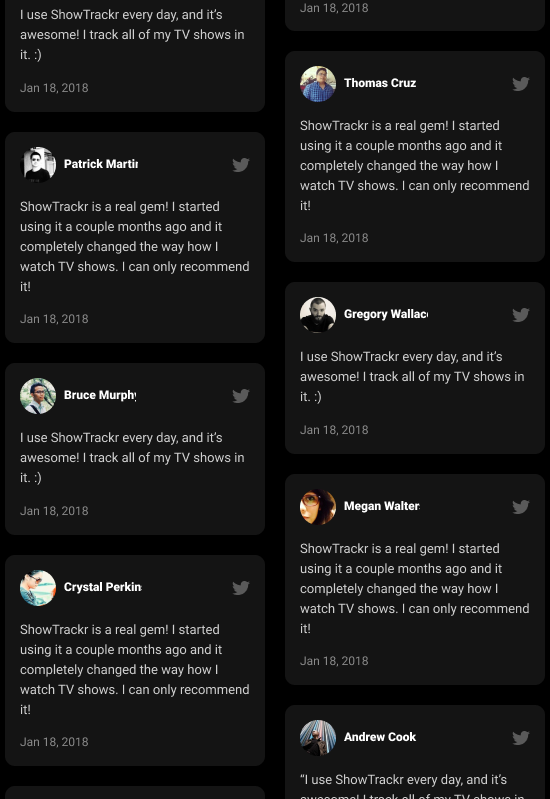 I use ShowTrackr every day, and it's
awesome! I track all of my TV shows in
it. :)
Jan 18, 2018
Patrick Martin
ShowTrackr is a real gem! I started
using it a couple months ago and it
completely changed the way how I
watch TV shows. I can only recommend
it!
Jan 18, 2018
Bruce Murphy
I use ShowTrackr every day, and it's
awesome! I track all of my TV shows in
it. :)
Jan 18, 2018
Crystal Perkin
ShowTrackr is a real gem! I started
using it a couple months ago and it
completely changed the way how I
watch TV shows. I can only recommend
it!
Jan 18, 2018
Jan 18, 2018
Thomas Cruz
ShowTrackr is a real gem! I started
using it a couple months ago and it
completely changed the way how I
watch TV shows. I can only recommend
it!
Jan 18, 2018
Gregory Wallac
I use ShowTrackr every day, and it's
awesome! I track all of my TV shows in
it. :)
Jan 18, 2018
Megan Walter
ShowTrackr is a real gem! I started
using it a couple months ago and it
completely changed the way how I
watch TV shows. I can only recommend
it!
Jan 18, 2018
Andrew Cook
“I use ShowTrackr every day, and it's
awesome! I track all of my TV shows in